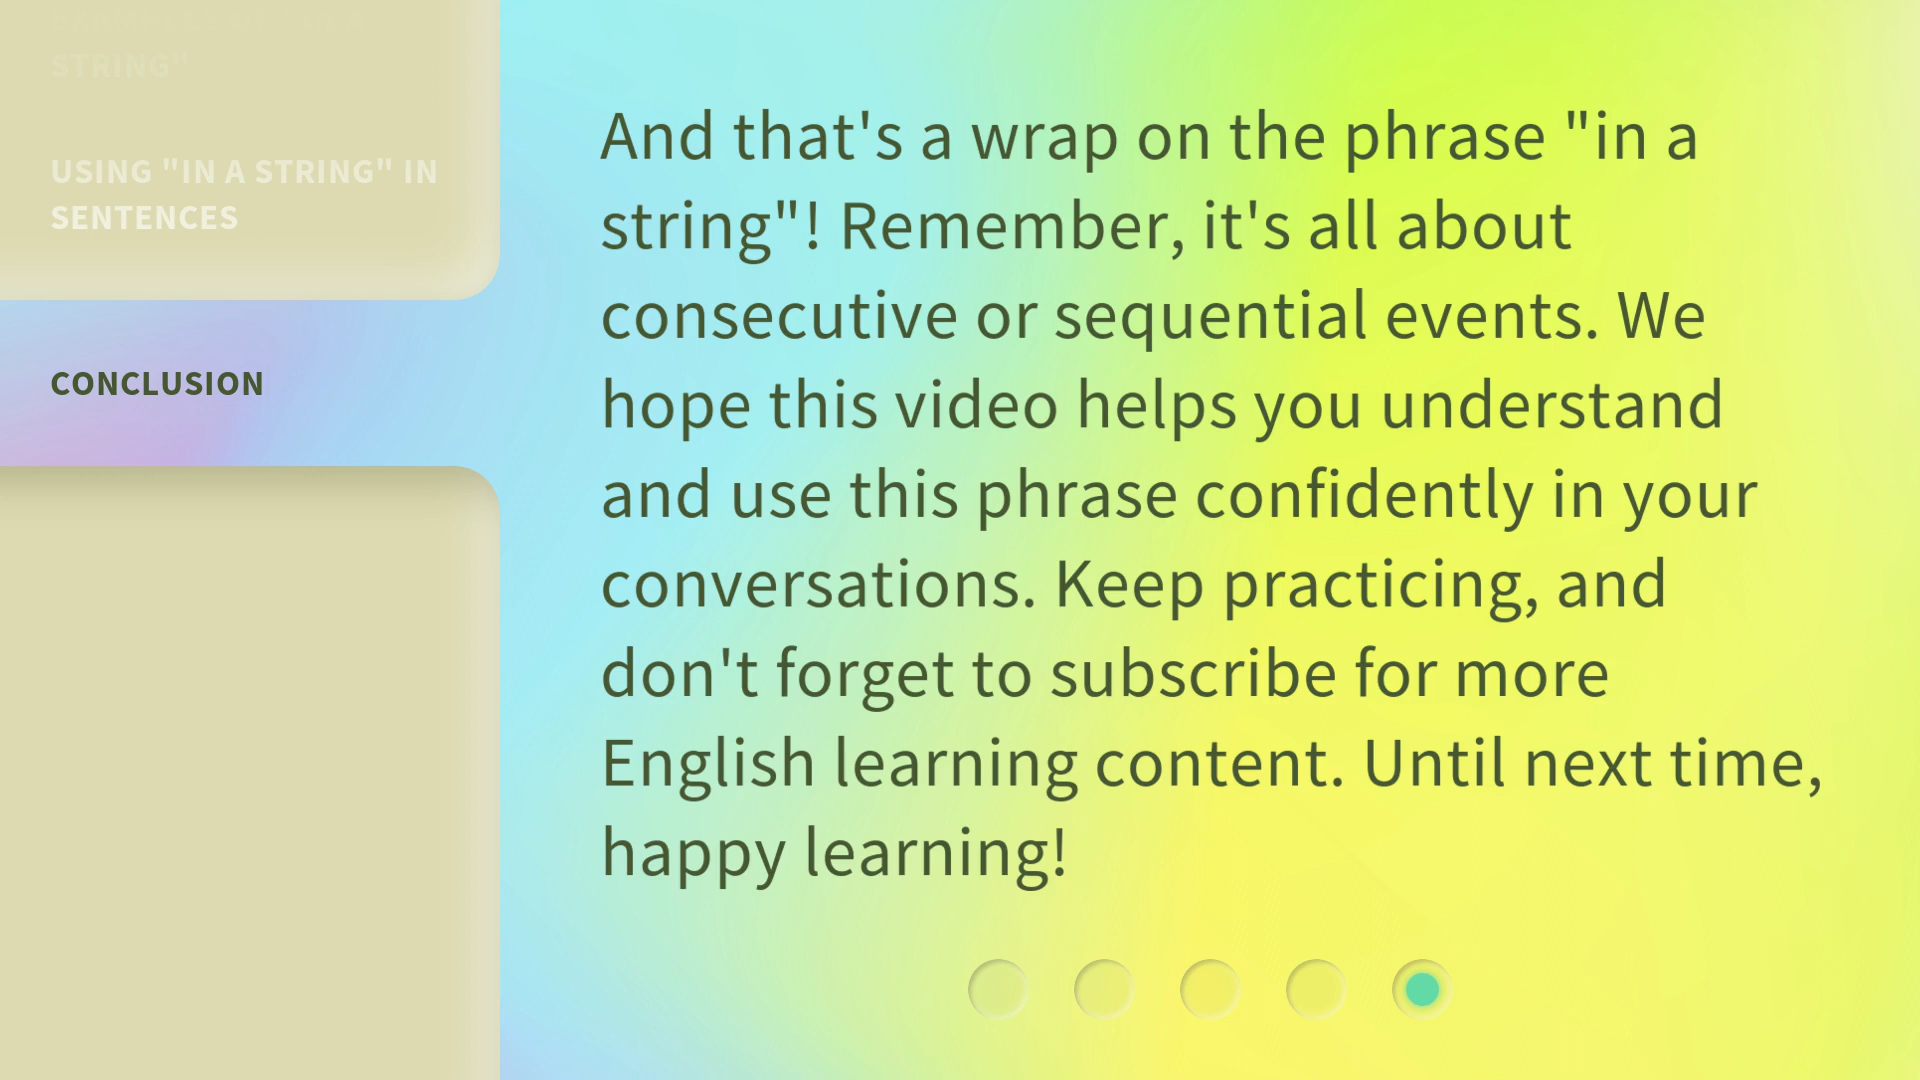 STRING"
USING "IN A STRING" IN
SENTENCES
CONCLUSION
And that's a wrap on the phrase "in a
string"! Remember, it's all about
consecutive or sequential events. We
hope this video helps you understand
and use this phrase confidently in your
conversations. Keep practicing, and
don't forget to subscribe for more
English learning content. Until next time,
happy learning!